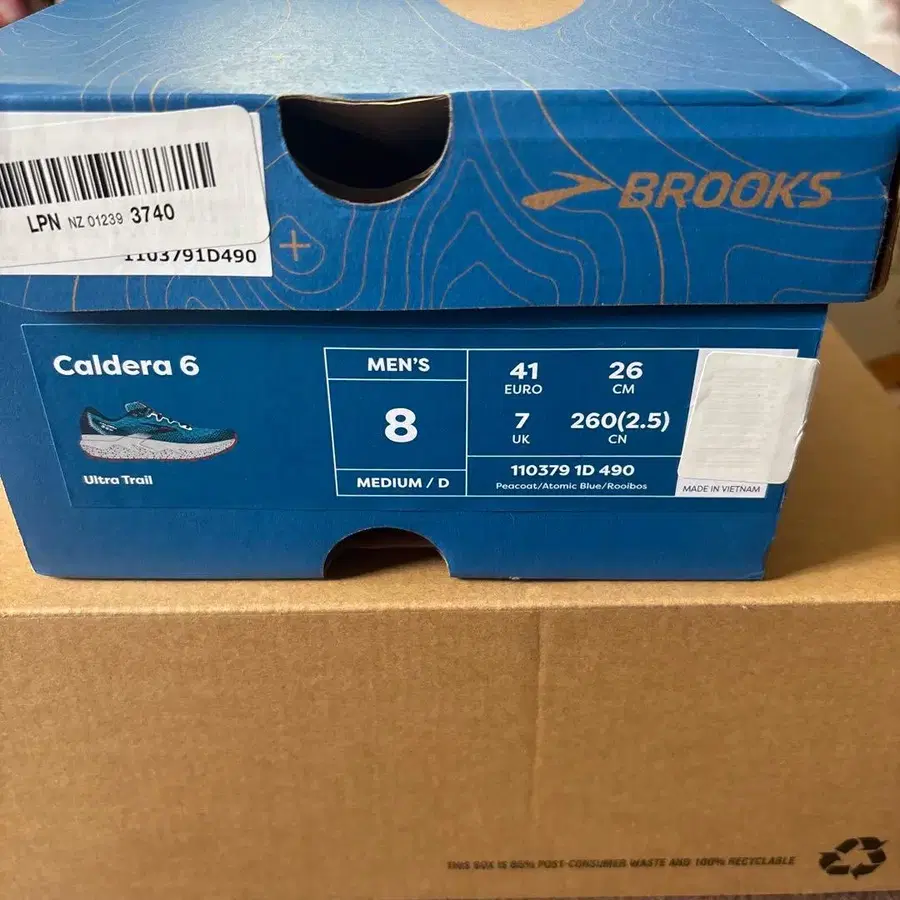 LPN NZ 01239 3740
1103791D490
BROOKS
Caldera 6
Ultra Trail
MEN'S
8
MEDIUM / D
41
EURO
26
CM
7
UK
260(2.5)
CN
110379 1D 490
Peacoat/Atomic Blue/Rooibos
MADE IN VIETNAM
THIS BOX IS 85% POST-CONSUMER WASTE AND 100% RECYCLABLE